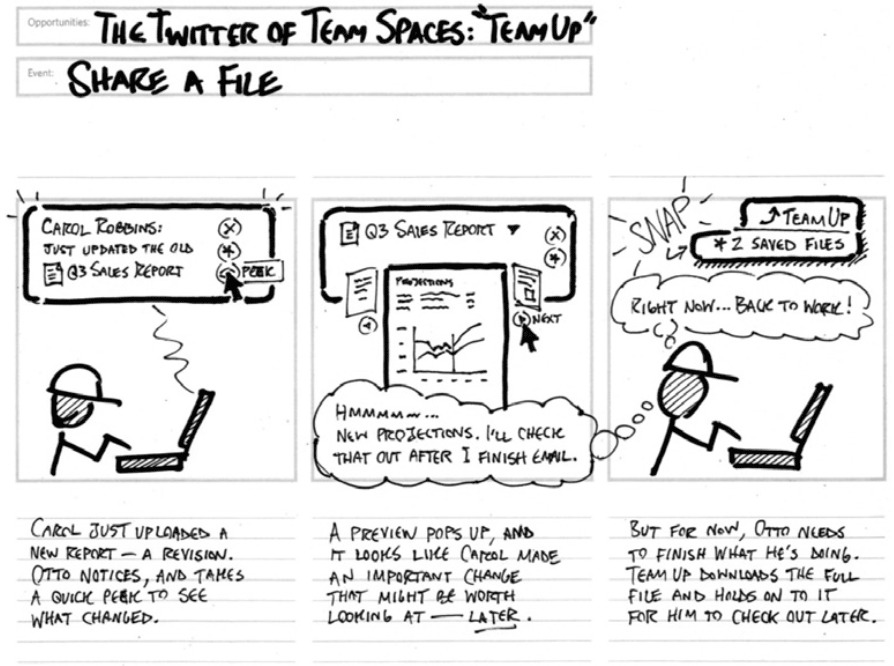 Opportunities: THE TWITTER OF TEAM SPACES: "TEAM UP"
Event: SHARE A FILE
CAROL ROBBINS:
JUST UPDATED THE OLD
Q3 SALES REPORT
PEEK
Q3 SALES REPORT
PROJECTIONS
NEXT
HMMMMM...
NEW PROJECTIONS. I'LL CHECK
THAT OUT AFTER I FINISH EMAIL.
SNAP
TEAM UP
* 2 SAVED FILES
RIGHT NOW... BACK TO WORK!
CAROL JUST UPLOADED A
NEW REPORT — A REVISION.
OTTO NOTICES, AND TAKES
A QUICK PEEK TO SEE
WHAT CHANGED.
A PREVIEW POPS UP, AND
IT LOOKS LIKE CAROL MADE
AN IMPORTANT CHANGE
THAT MIGHT BE WORTH
LOOKING AT — LATER.
BUT FOR NOW, OTTO NEEDS
TO FINISH WHAT HE'S DOING.
TEAM UP DOWNLOADS THE FULL
FILE AND HOLDS ON TO IT
FOR HIM TO CHECK OUT LATER.